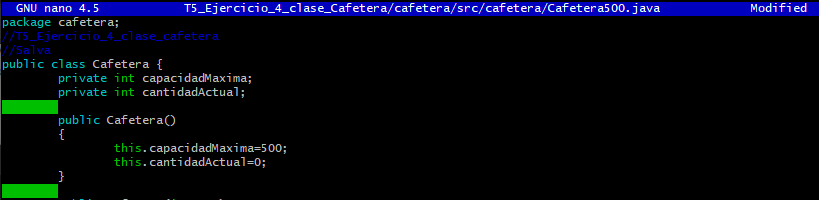 GNU nano 4.5 T5_Ejercicio_4_clase_Cafetera/cafetera/src/cafetera/Cafetera500.java Modified
package cafetera;
//T5_Ejercicio_4_clase_cafetera
//Salva
public class Cafetera {
private int capacidadMaxima;
private int cantidadActual;
public Cafetera()
{
this.capacidadMaxima=500;
this.cantidadActual=0;
}